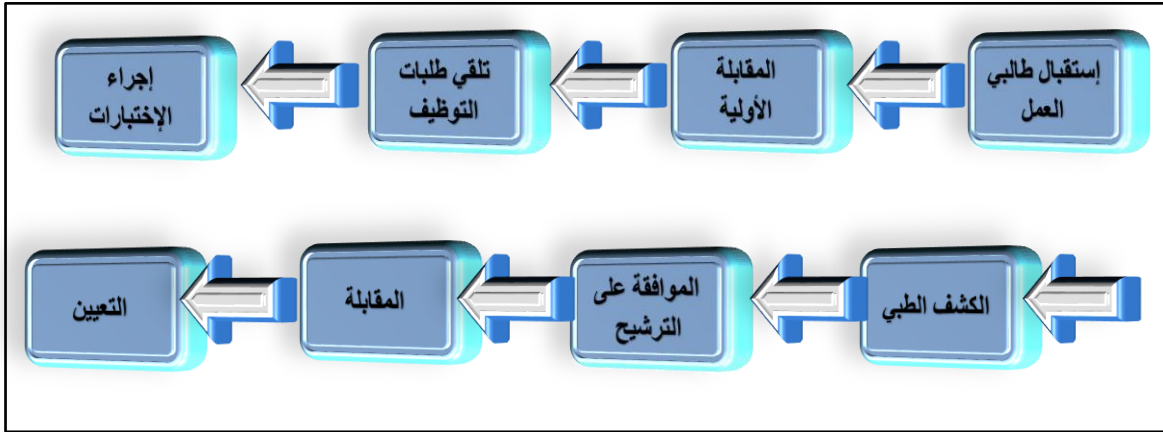 إستقبال طالبي
العمل
المقابلة
الأولية
تلقي طلبات
التوظيف
إجراء
الإختبارات
الكشف الطبي
الموافقة على
الترشيح
المقابلة
التعيين